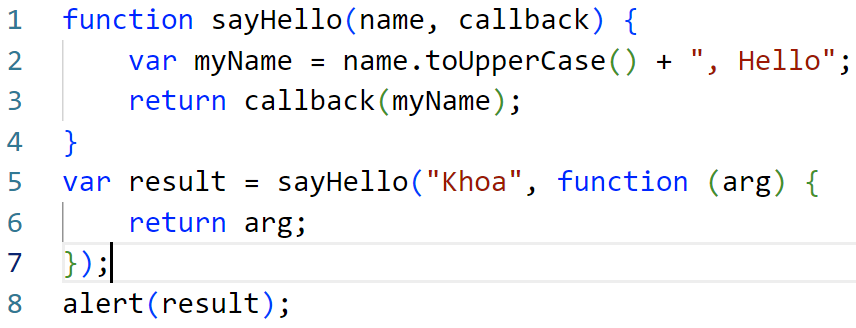 1 function sayHello(name, callback) {
2     var myName = name.toUpperCase() + ", Hello";
3     return callback(myName);
4 }
5 var result = sayHello("Khoa", function (arg) {
6     return arg;
7 });
8 alert(result);